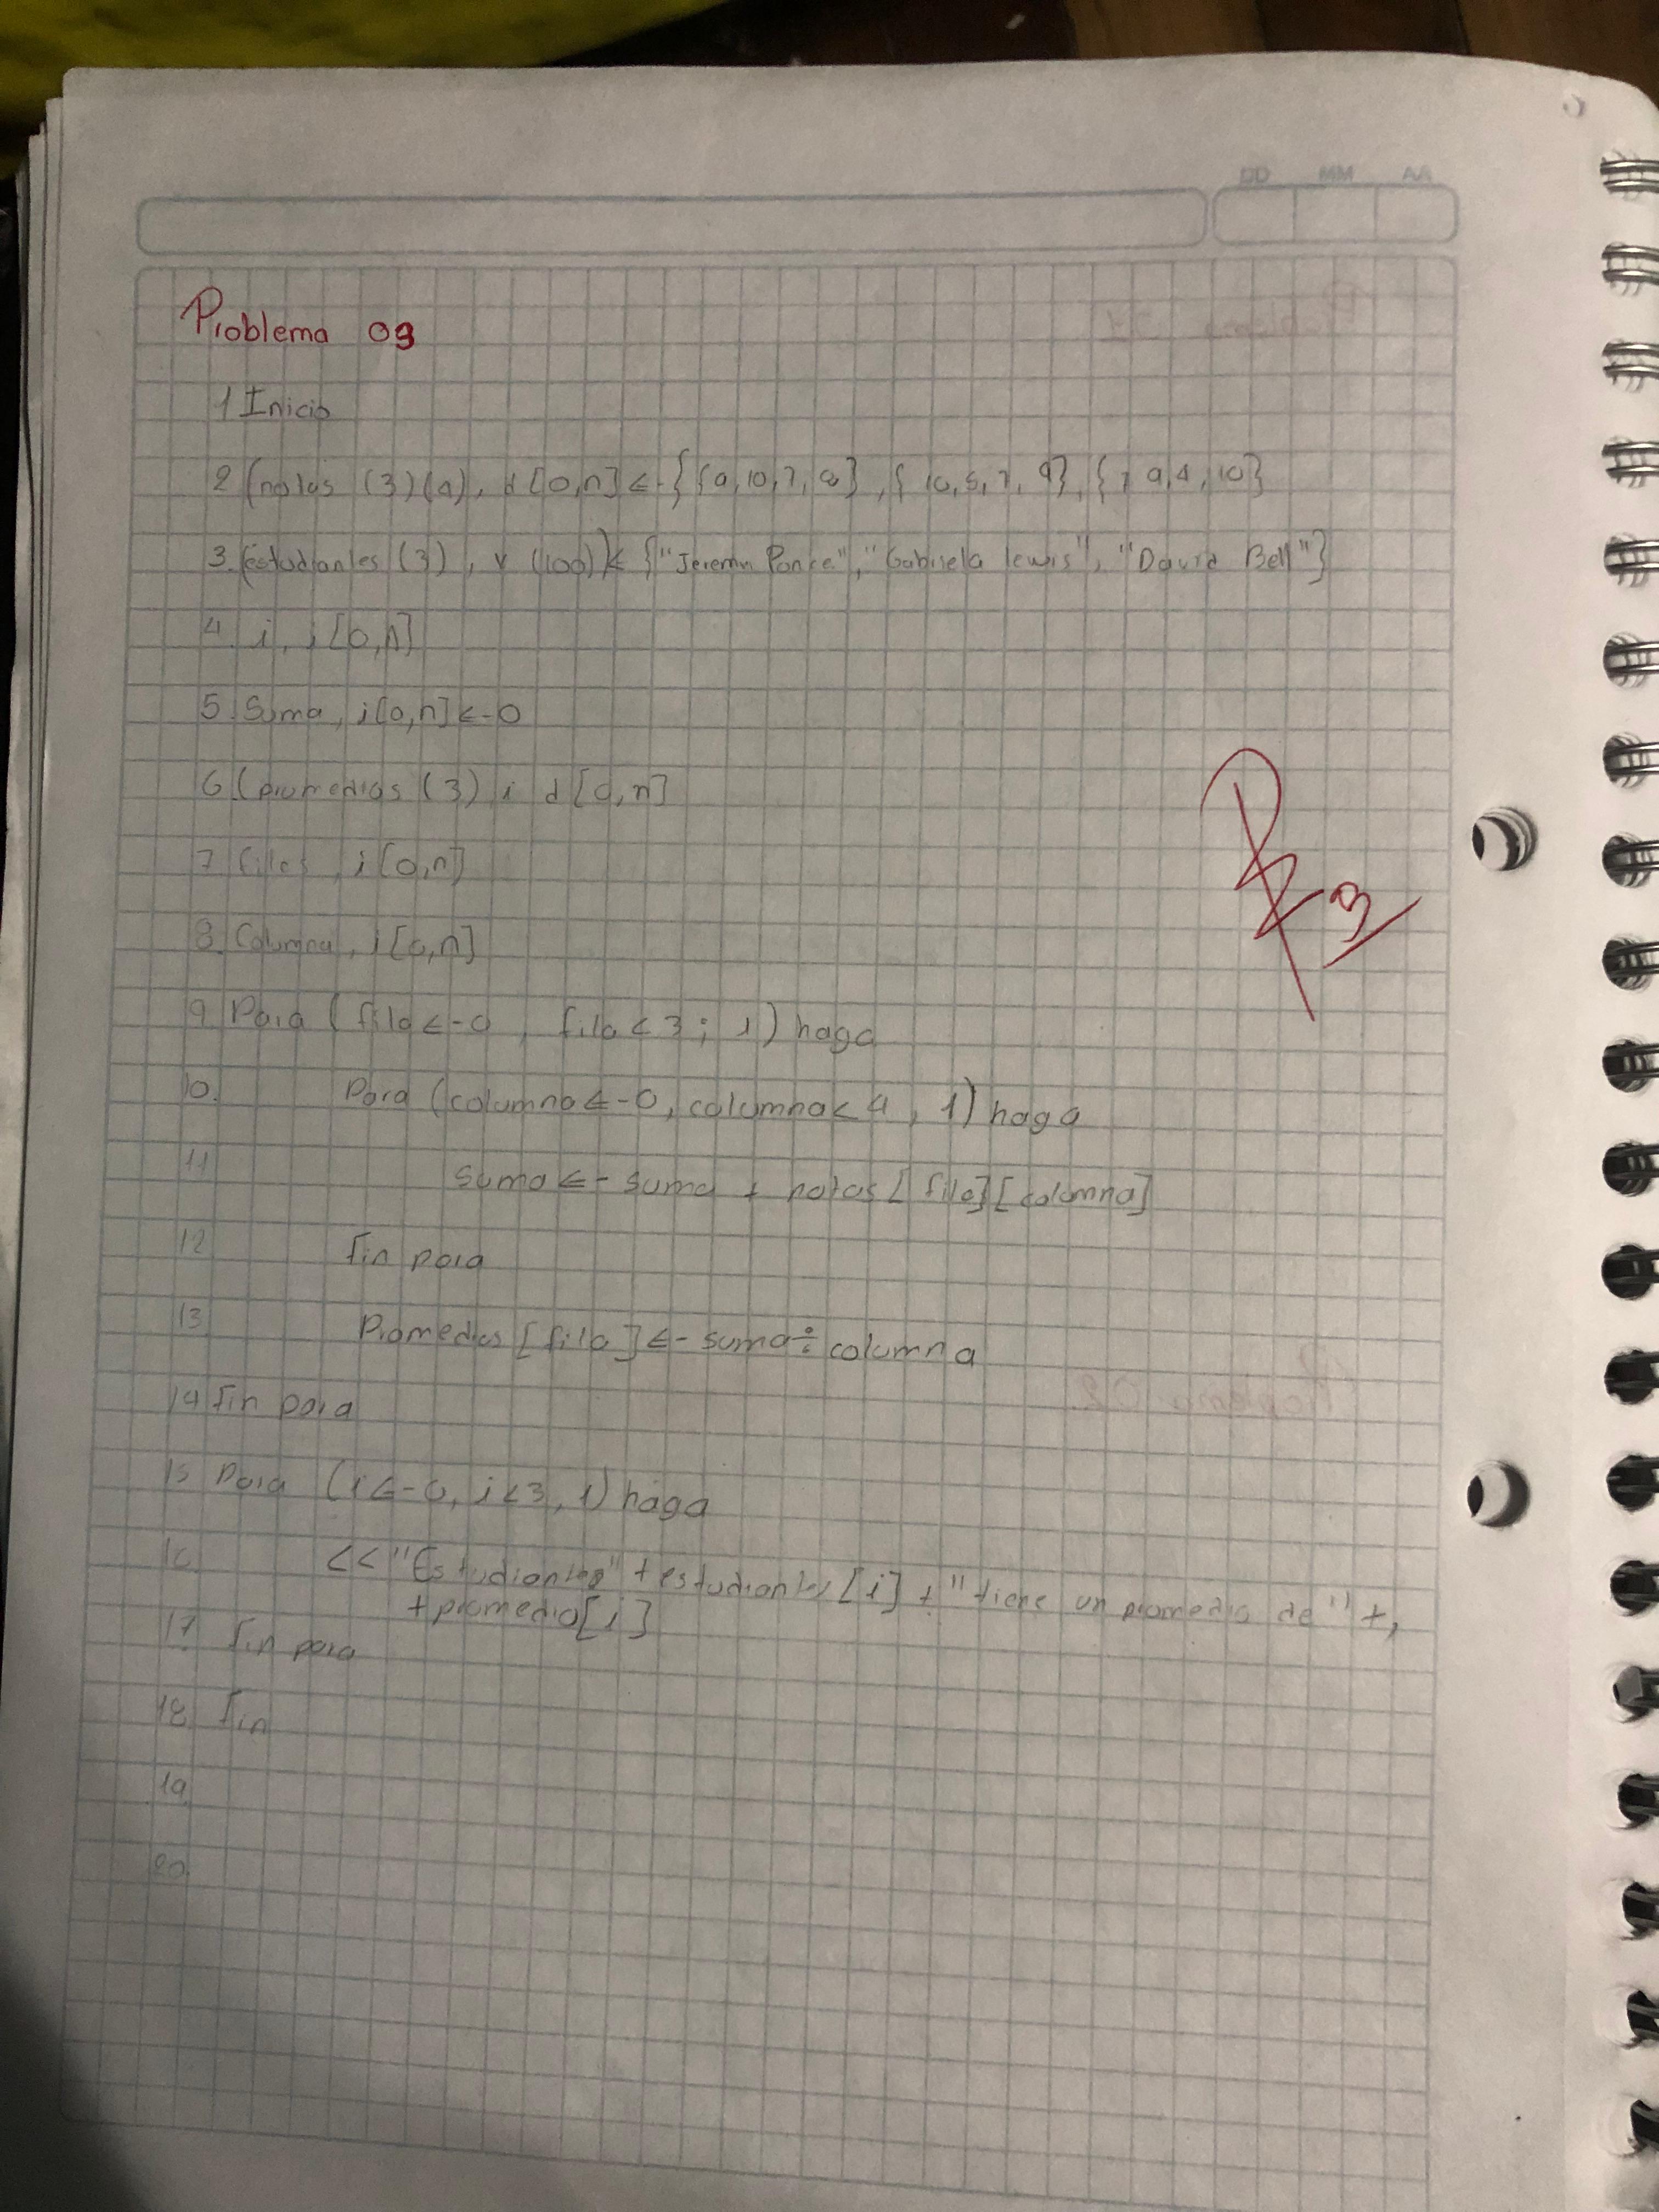 AA MM DD
Problema 09
1 Inicio
2 (notas (3)(4), d[0,n] <- { {9,10,7,8}, {10,5,7,9}, {7 9,4,10}
3. (estudiantes (3), v (100)) < {"Jeremy Ponce", "Gabriela lewis", "David Bell"}
4 i, i[0,n]
5. Suma, i[0,n] <- 0
6. (promedios (3) i d[0,n]
7 filas, i[0,n]
8. Columna, i[0,n]
9 Para (fila <- 0, fila < 3; 1) haga
10. Para (columna <- 0, columna < 4, 1) haga
11 suma <- suma + notas [fila][columna]
12 fin para
13 Promedios [fila] <- suma ÷ columna
14 fin para
15 Para (i <- 0, i < 3, 1) haga
16 << "Estudiantes" + estudiantes [i] + "tiene un promedio de" +,
+ promedio[i]
17 fin para
18 fin
19.
20.